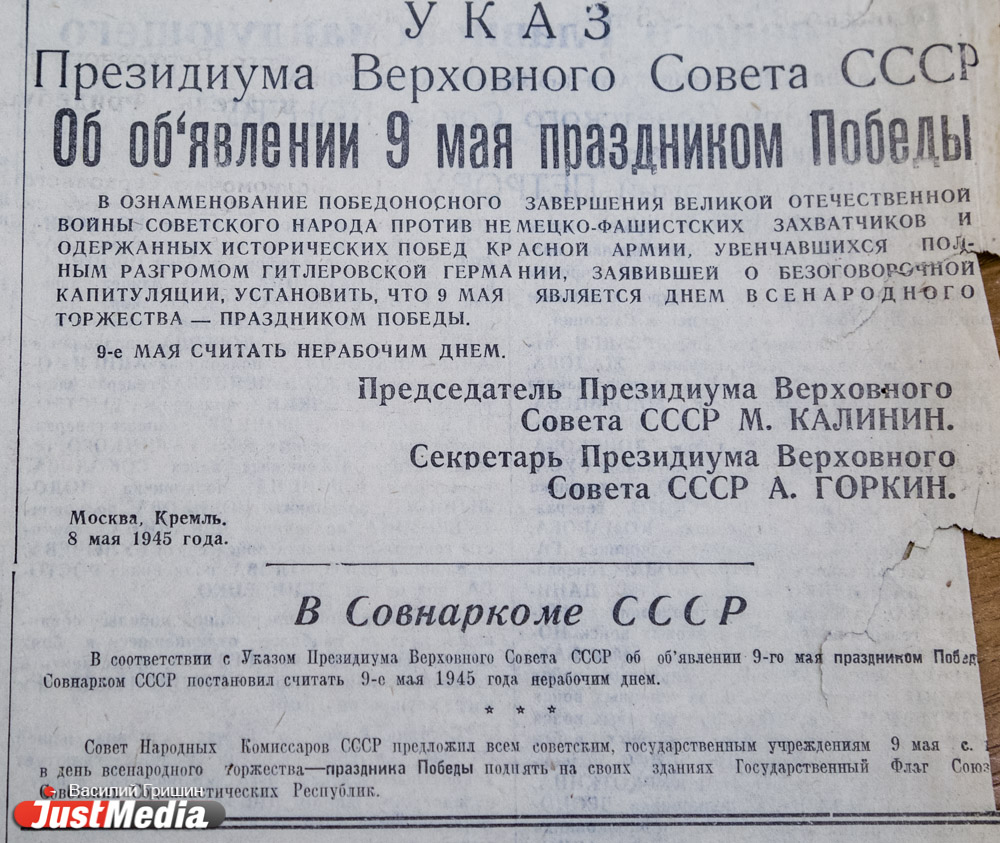 УКАЗ
Президиума Верховного Совета СССР
Об об'явлении 9 мая праздником Победы
В ОЗНАМЕНОВАНИЕ ПОБЕДОНОСНОГО ЗАВЕРШЕНИЯ ВЕЛИКОЙ ОТЕЧЕСТВЕННОЙ
ВОЙНЫ СОВЕТСКОГО НАРОДА ПРОТИВ НЕМЕЦКО-ФАШИСТСКИХ ЗАХВАТЧИКОВ И
ОДЕРЖАННЫХ ИСТОРИЧЕСКИХ ПОБЕД КРАСНОЙ АРМИИ, УВЕНЧАВШИХСЯ ПОЛ-
НЫМ РАЗГРОМОМ ГИТЛЕРОВСКОЙ ГЕРМАНИИ, ЗАЯВИВШЕЙ О БЕЗОГОВОРОЧНОЙ
КАПИТУЛЯЦИИ, УСТАНОВИТЬ, ЧТО 9 МАЯ ЯВЛЯЕТСЯ ДНЕМ ВСЕНАРОДНОГО
ТОРЖЕСТВА — ПРАЗДНИКОМ ПОБЕДЫ.
9-е МАЯ СЧИТАТЬ НЕРАБОЧИМ ДНЕМ.
Председатель Президиума Верховного
Совета СССР М. КАЛИНИН.
Секретарь Президиума Верховного
Совета СССР А. ГОРКИН.
Москва, Кремль.
8 мая 1945 года.
В Совнаркоме СССР
В соответствии с Указом Президиума Верховного Совета СССР об об'явлении 9-го мая праздником Побед
Совнарком СССР постановил считать 9-е мая 1945 года нерабочим днем.
* * *
Совет Народных Комиссаров СССР предложил всем советским, государственным учреждениям 9 мая с. г
в день всенародного торжества—праздника Победы поднять на своих зданиях Государственный Флаг Союз
Республик.
Василий Гришин
JustMedia